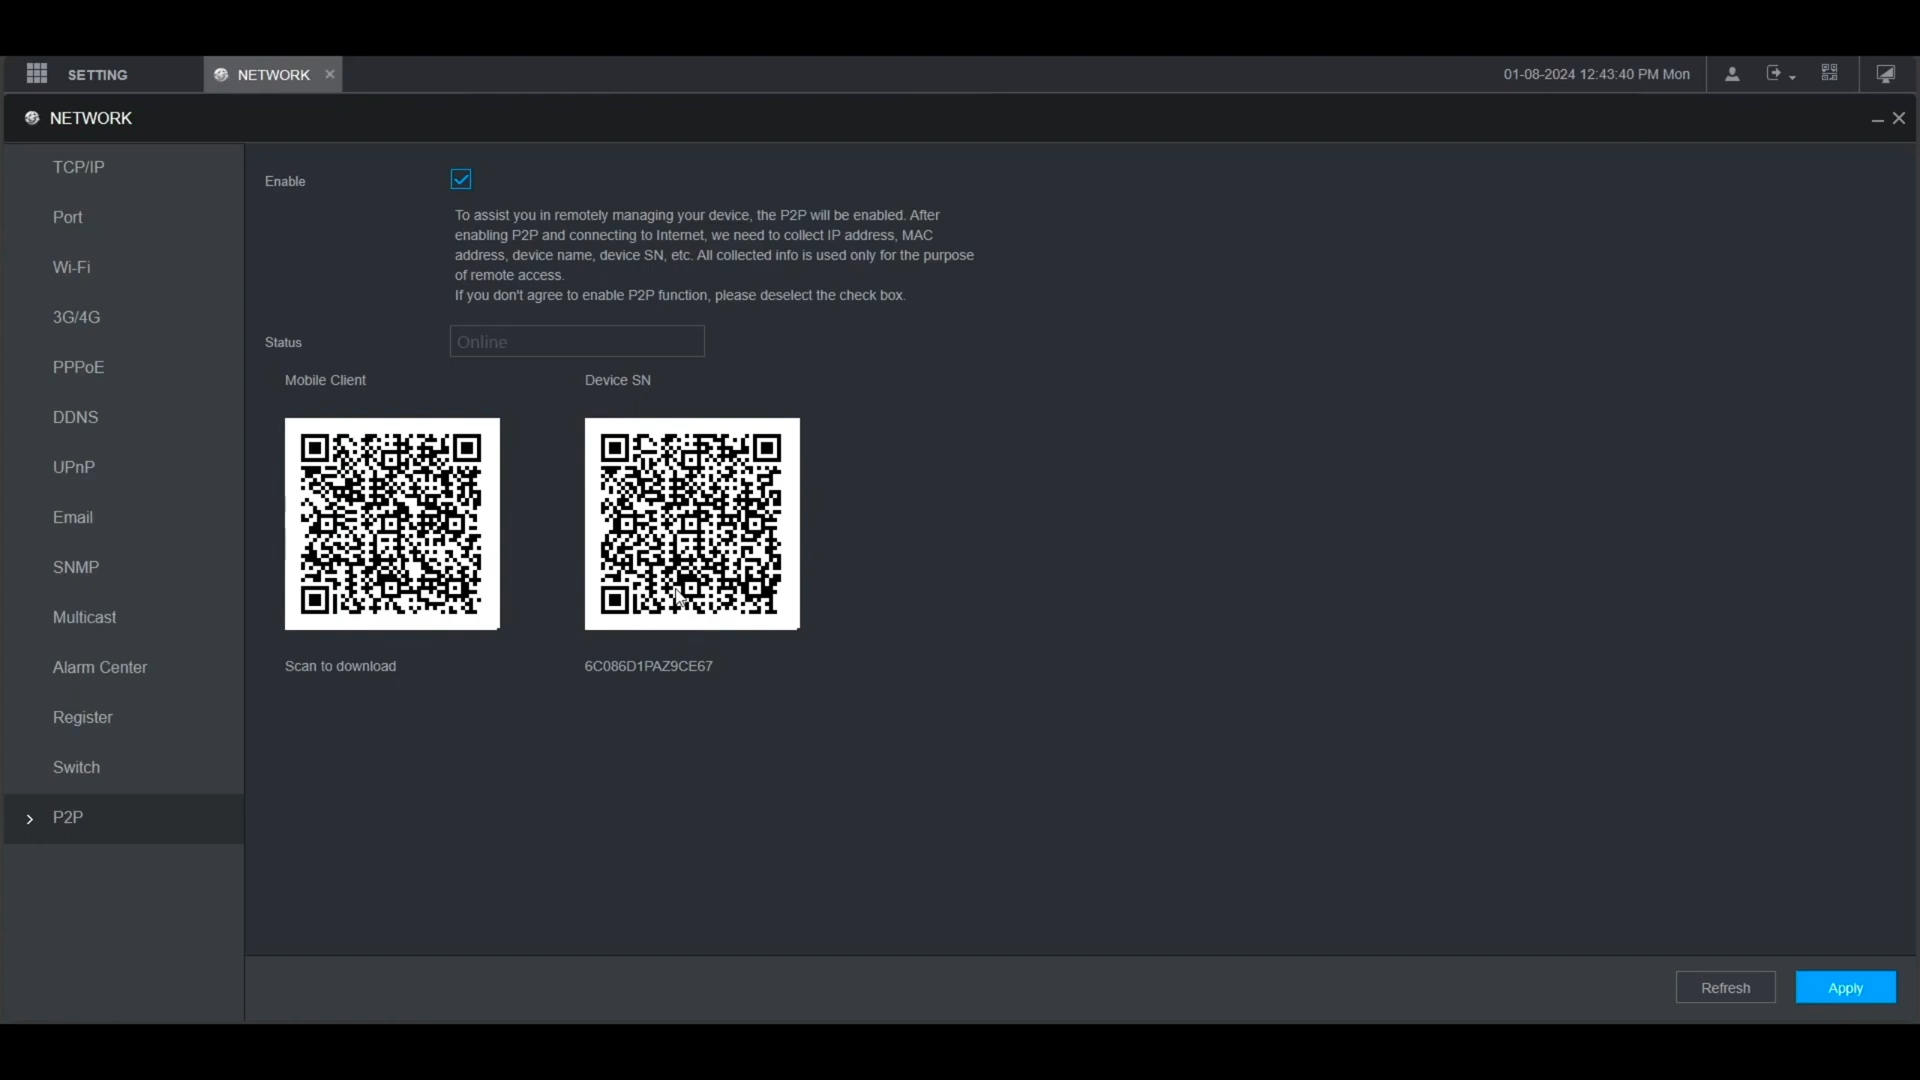 SETTING
NETWORK
01-08-2024 12:43:40 PM Mon
NETWORK
TCP/IP
Port
Wi-Fi
3G/4G
PPPoE
DDNS
UPnP
Email
SNMP
Multicast
Alarm Center
Register
Switch
P2P
Enable
To assist you in remotely managing your device, the P2P will be enabled. After
enabling P2P and connecting to Internet, we need to collect IP address, MAC
address, device name, device SN, etc. All collected info is used only for the purpose
of remote access.
If you don't agree to enable P2P function, please deselect the check box.
Status
Online
Mobile Client
Device SN
Scan to download
6C086D1PAZ9CE67
Refresh
Apply